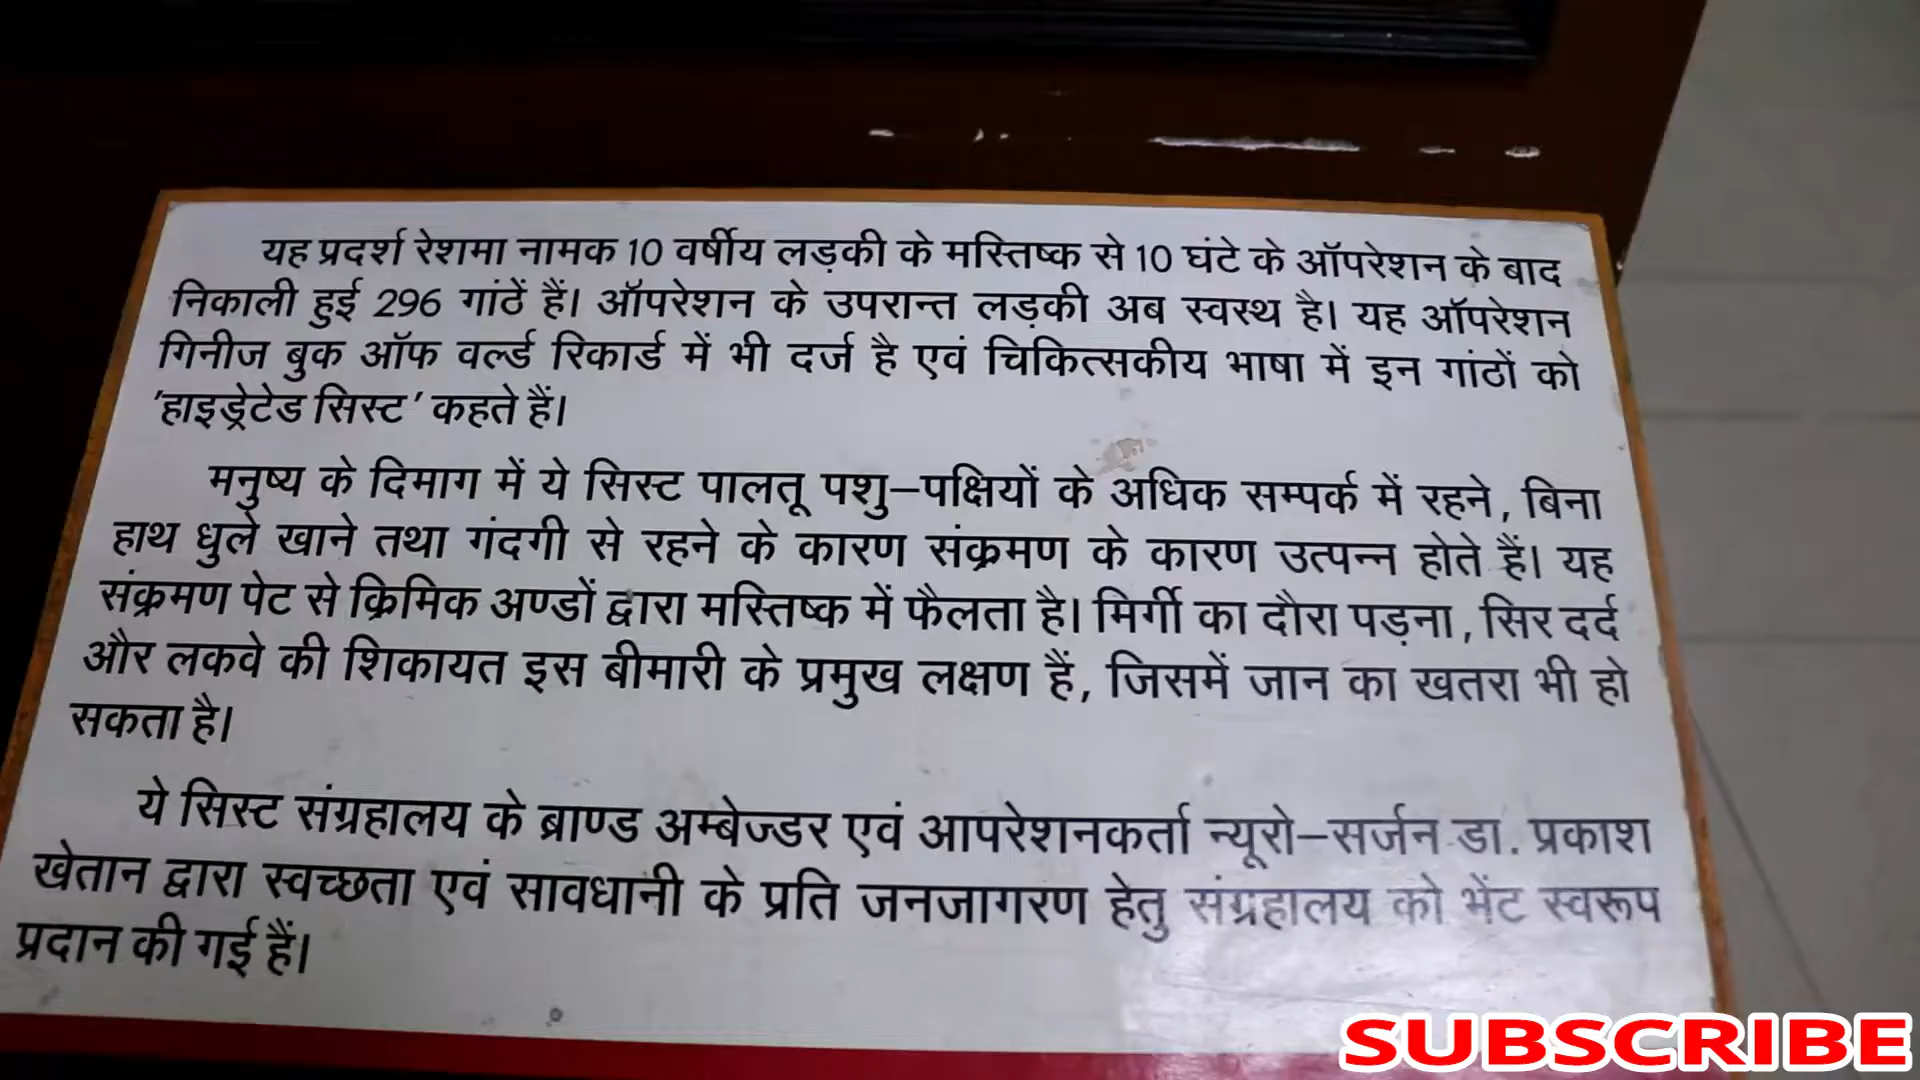 यह प्रदर्श रेशमा नामक 10 वर्षीय लड़की के मस्तिष्क से 10 घंटे के ऑपरेशन के बाद
निकाली हुई 296 गांठें हैं। ऑपरेशन के उपरान्त लड़की अब स्वस्थ है। यह ऑपरेशन
गिनीज बुक ऑफ वर्ल्ड रिकार्ड में भी दर्ज है एवं चिकित्सकीय भाषा में इन गांठों को
'हाइड्रेटेड सिस्ट' कहते हैं।
मनुष्य के दिमाग में ये सिस्ट पालतू पशु–पक्षियों के अधिक सम्पर्क में रहने, बिना
हाथ धुले खाने तथा गंदगी से रहने के कारण संक्रमण के कारण उत्पन्न होते हैं। यह
संक्रमण पेट से क्रिमिक अण्डों द्वारा मस्तिष्क में फैलता है। मिर्गी का दौरा पड़ना, सिर दर्द
और लकवे की शिकायत इस बीमारी के प्रमुख लक्षण हैं, जिसमें जान का खतरा भी हो
सकता है।
ये सिस्ट संग्रहालय के ब्राण्ड अम्बेज्डर एवं आपरेशनकर्ता न्यूरो–सर्जन डा. प्रकाश
खेतान द्वारा स्वच्छता एवं सावधानी के प्रति जनजागरण हेतु संग्रहालय को भेंट स्वरूप
प्रदान की गई हैं।
SUBSCRIBE